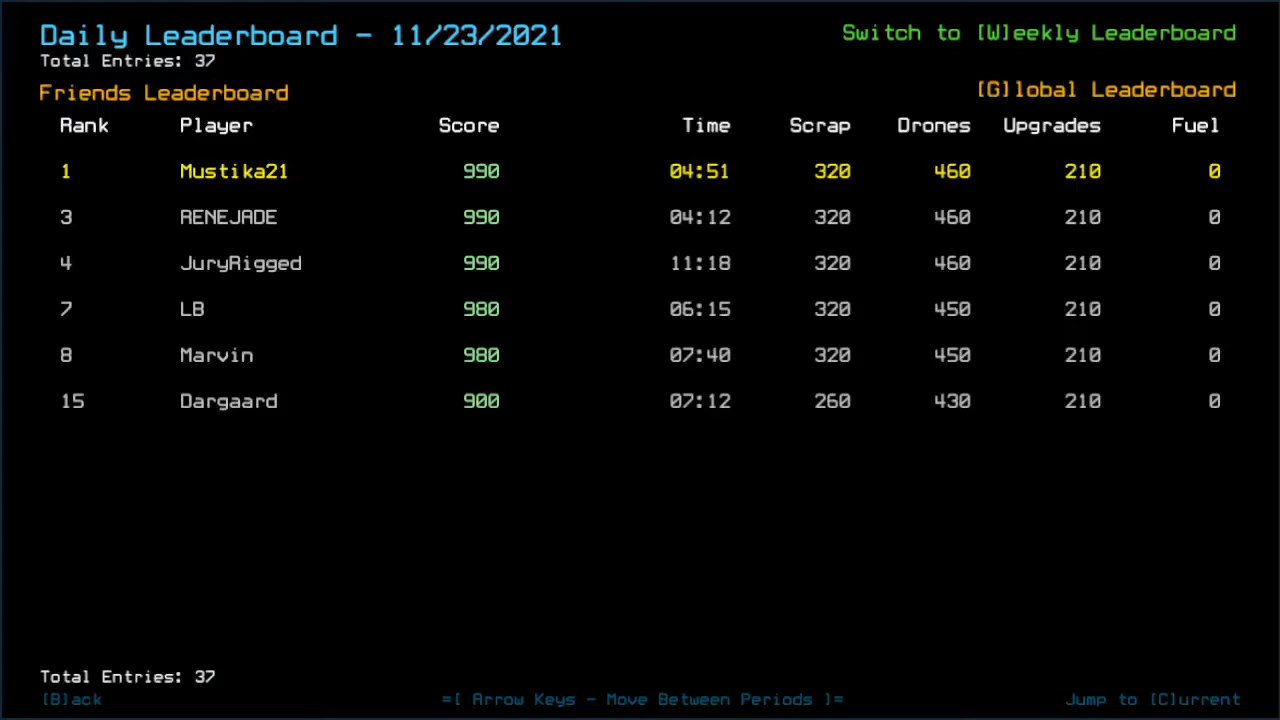 Daily Leaderboard - 11/23/2021 Switch to [W]eekly Leaderboard
Total Entries: 37
Friends Leaderboard [G]lobal Leaderboard
Rank Player Score Time Scrap Drones Upgrades Fuel
1 Mustika21 990 04:51 320 460 210 0
3 RENEJADE 990 04:12 320 460 210 0
4 JuryRigged 990 11:18 320 460 210 0
7 LB 980 06:15 320 450 210 0
8 Marvin 980 07:40 320 450 210 0
15 Dargaard 900 07:12 260 430 210 0
Total Entries: 37
[B]ack =[ Arrow Keys - Move Between Periods ]= Jump to [C]urrent